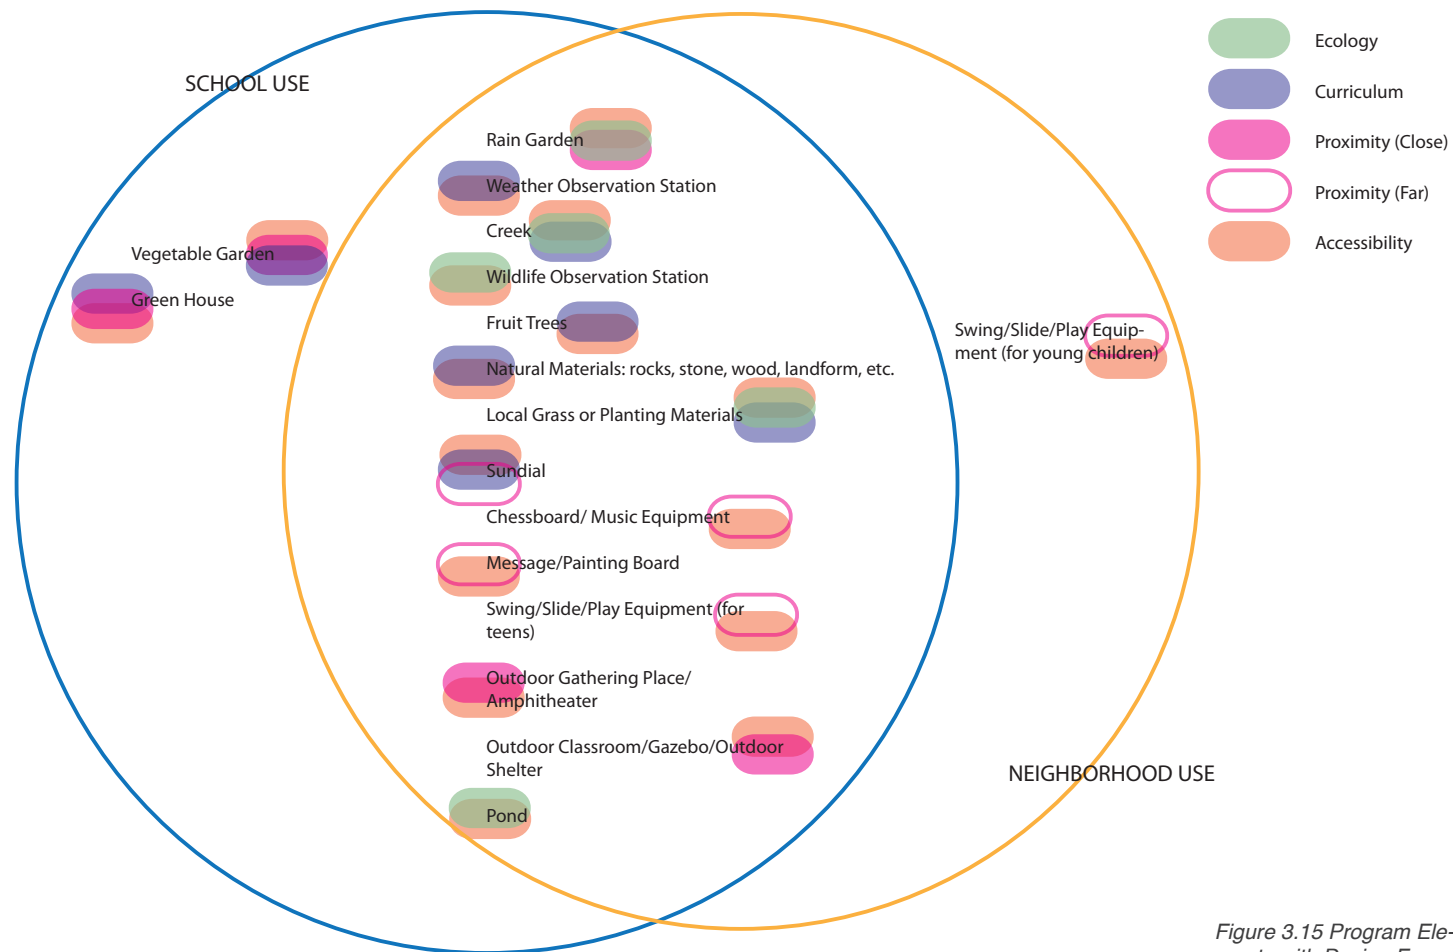 SCHOOL USE
Rain Garden
Weather Observation Station
Creek
Vegetable Garden
Wildlife Observation Station
Green House
Fruit Trees
Natural Materials: rocks, stone, wood, landform, etc.
Local Grass or Planting Materials
Sundial
Chessboard/ Music Equipment
Message/Painting Board
Swing/Slide/Play Equipment (for
teens)
Outdoor Gathering Place/
Amphitheater
Outdoor Classroom/Gazebo/Outdoor
Shelter
Pond
Swing/Slide/Play Equip-
ment (for young children)
NEIGHBORHOOD USE
Ecology
Curriculum
Proximity (Close)
Proximity (Far)
Accessibility
Figure 3.15 Program Ele-